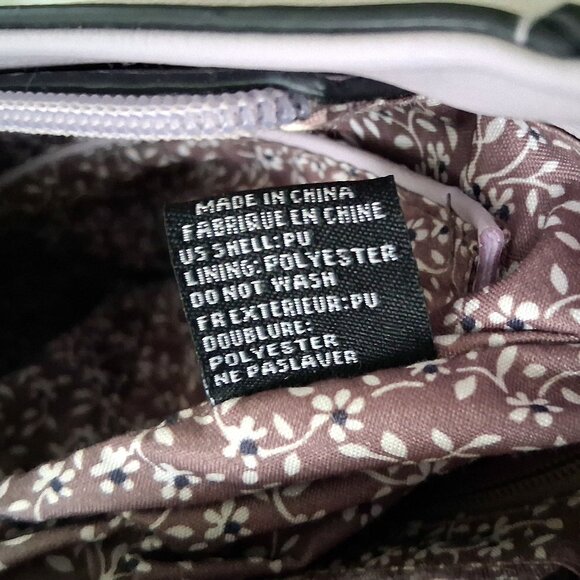 MADE IN CHINA
FABRIQUE EN CHINE
US SHELL:PU
LINING: POLYESTER
DO NOT WASH
FR EXTERIEUR:PU
DOUBLURE:
POLYESTER
NE PASLAVER